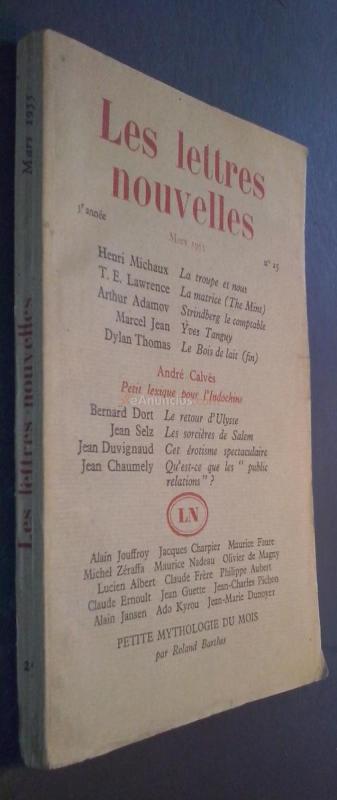 Les lettres nouvelles
Mars 1955
Les lettres
nouvelles
3e année
Mars 1955
nº 25
Henri Michaux La troupe et nous
T. E. Lawrence La matrice (The Mint)
Arthur Adamov Strindberg le comptable
Marcel Jean Yves Tanguy
Dylan Thomas Le Bois de lait (fin)
André Calvès
Petit lexique pour l'Indochine
eAnuncios
Bernard Dort Le retour d'Ulysse
Jean Selz Les sorcières de Salem
Jean Duvignaud Cet érotisme spectaculaire
Jean Chaumely Qu'est-ce que les " public
relations " ?
LN
Alain Jouffroy Jacques Charpier Maurice Faure
Michel Zéraffa Maurice Nadeau Olivier de Magny
Lucien Albert Claude Frère Philippe Aubert
Claude Ernoult Jean Guette Jean-Charles Pichon
Alain Jansen Ado Kyrou Jean-Marie Dunoyer
PETITE MYTHOLOGIE DU MOIS
par Roland Barthes